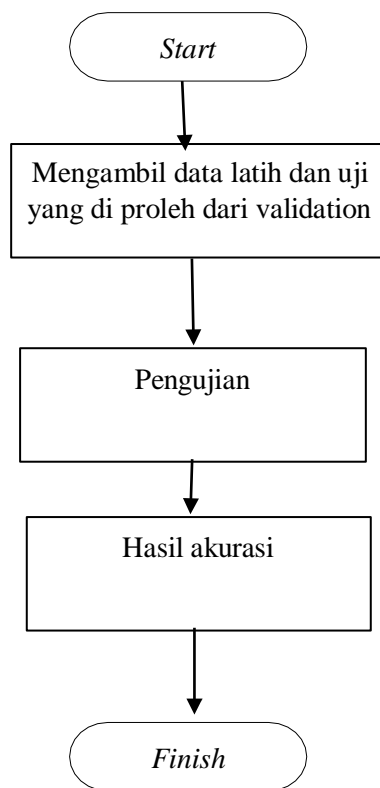 Start
Mengambil data latih dan uji
yang di proleh dari validation
Pengujian
Hasil akurasi
Finish